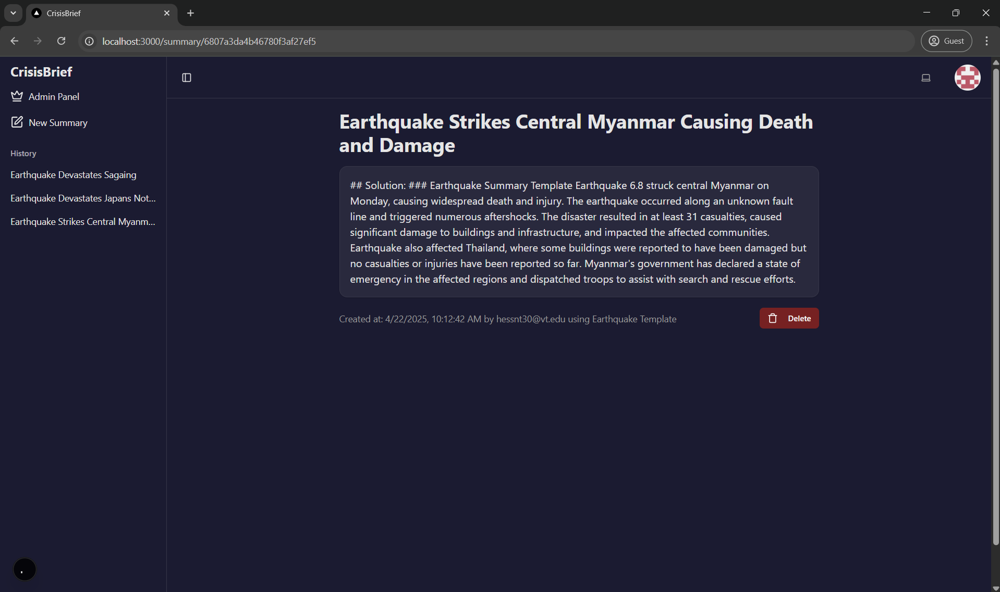 CrisisBrief
localhost:3000/summary/6807a3da4b46780f3af27ef5
Guest
CrisisBrief
Admin Panel
New Summary
History
Earthquake Devastates Sagaing
Earthquake Devastates Japans Not...
Earthquake Strikes Central Myanm...
Earthquake Strikes Central Myanmar Causing Death
and Damage
## Solution: ### Earthquake Summary Template Earthquake 6.8 struck central Myanmar on
Monday, causing widespread death and injury. The earthquake occurred along an unknown fault
line and triggered numerous aftershocks. The disaster resulted in at least 31 casualties, caused
significant damage to buildings and infrastructure, and impacted the affected communities.
Earthquake also affected Thailand, where some buildings were reported to have been damaged but
no casualties or injuries have been reported so far. Myanmar's government has declared a state of
emergency in the affected regions and dispatched troops to assist with search and rescue efforts.
Created at: 4/22/2025, 10:12:42 AM by hessnt30@vt.edu using Earthquake Template
Delete